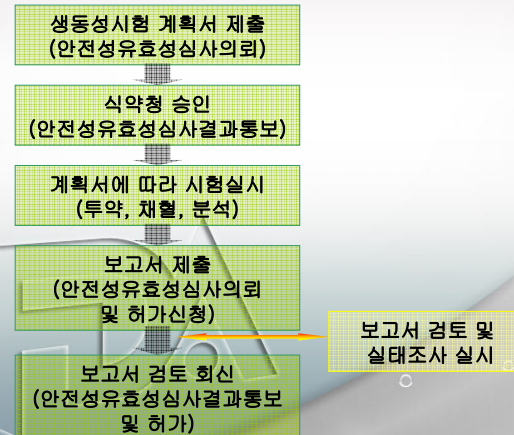 생동성시험 계획서 제출
(안전성유효성심사의뢰)
식약청 승인
(안전성유효성심사결과통보)
계획서에 따라 시험실시
(투약, 채혈, 분석)
보고서 제출
(안전성유효성심사의뢰
및 허가신청)
보고서 검토 및
실태조사 실시
보고서 검토 회신
(안전성유효성심사결과통보
및 허가)